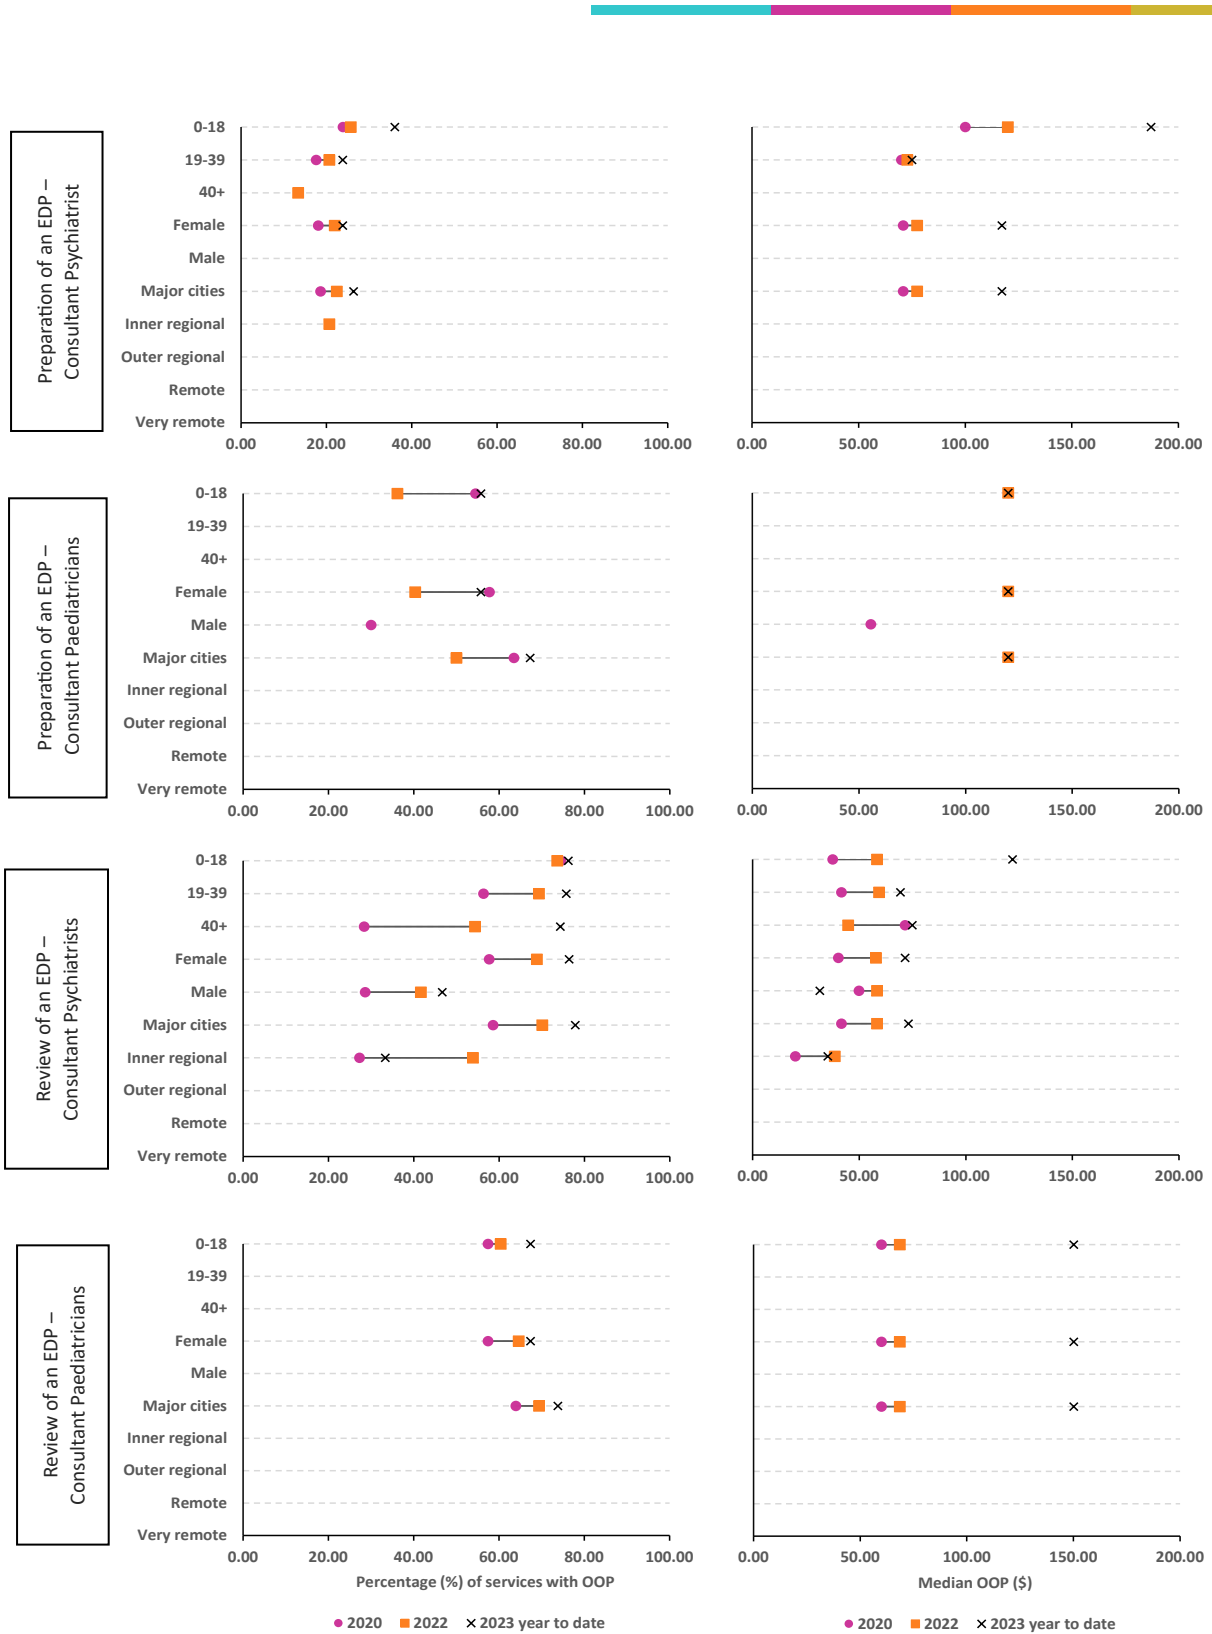 Preparation of an EDP –
Consultant Psychiatrist
0-18
19-39
40+
Female
Male
Major cities
Inner regional
Outer regional
Remote
Very remote
0.00 20.00 40.00 60.00 80.00 100.00
0.00 50.00 100.00 150.00 200.00
Preparation of an EDP –
Consultant Paediatricians
0-18
19-39
40+
Female
Male
Major cities
Inner regional
Outer regional
Remote
Very remote
0.00 20.00 40.00 60.00 80.00 100.00
0.00 50.00 100.00 150.00 200.00
Review of an EDP –
Consultant Psychiatrists
0-18
19-39
40+
Female
Male
Major cities
Inner regional
Outer regional
Remote
Very remote
0.00 20.00 40.00 60.00 80.00 100.00
0.00 50.00 100.00 150.00 200.00
Review of an EDP –
Consultant Paediatricians
0-18
19-39
40+
Female
Male
Major cities
Inner regional
Outer regional
Remote
Very remote
0.00 20.00 40.00 60.00 80.00 100.00
0.00 50.00 100.00 150.00 200.00
Percentage (%) of services with OOP
Median OOP ($)
2020 2022 2023 year to date
2020 2022 2023 year to date